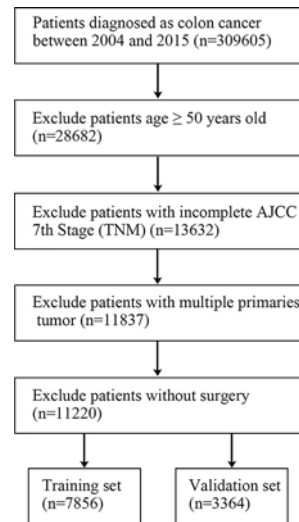 Patients diagnosed as colon cancer
between 2004 and 2015 (n=309605)
Exclude patients age ≥ 50 years old
(n=28682)
Exclude patients with incomplete AJCC
7th Stage (TNM) (n=13632)
Exclude patients with multiple primaries
tumor (n=11837)
Exclude patients without surgery
(n=11220)
Training set
(n=7856)
Validation set
(n=3364)